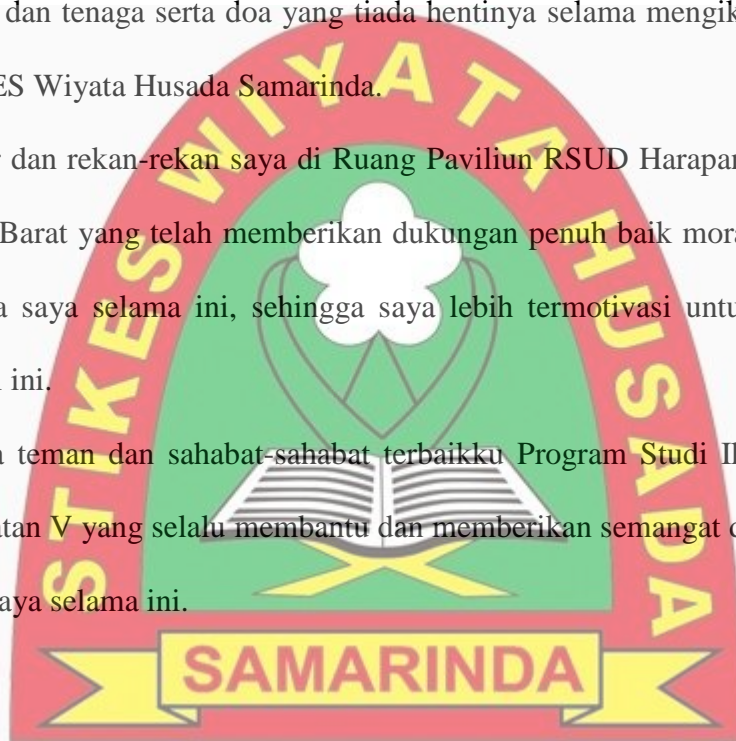 dan tenaga serta doa yang tiada hentinya selama mengik
ES Wiyata Husada Samarinda.
dan rekan-rekan saya di Ruang Paviliun RSUD Harapan
Barat yang telah memberikan dukungan penuh baik mora
a saya selama ini, sehingga saya lebih termotivasi untu
ini.
a teman dan sahabat-sahabat terbaikku Program Studi Il
atan V yang selalu membantu dan memberikan semangat d
aya selama ini.
STIKES WIYATA HUSADA
SAMARINDA